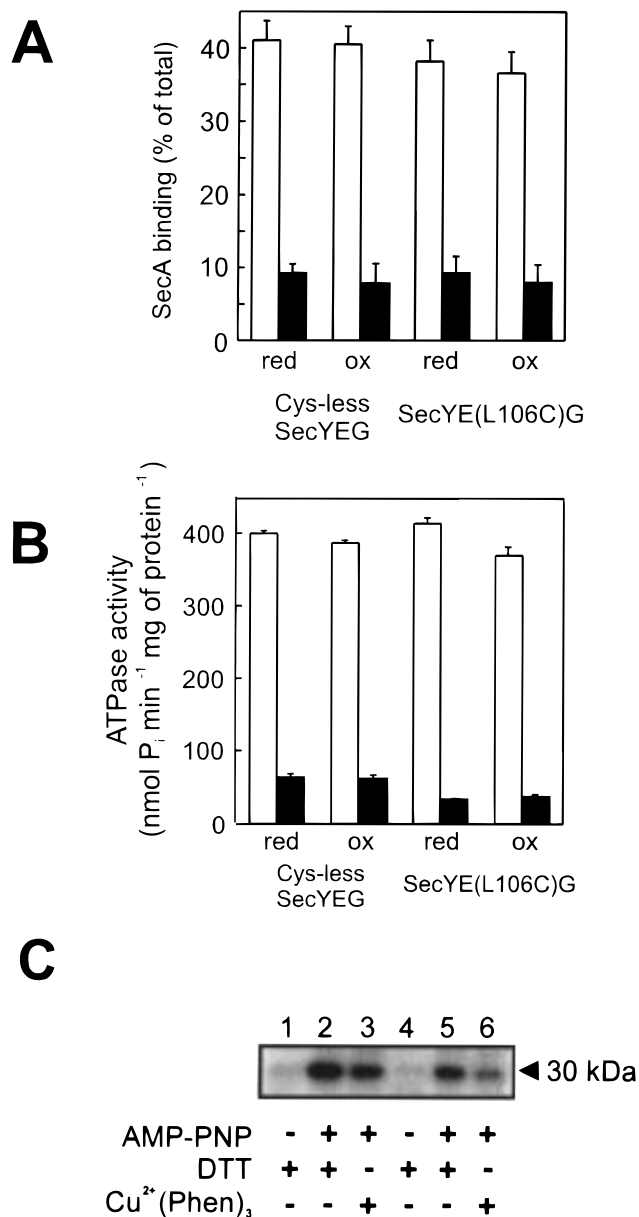 A
SecA binding (% of total)
40
30
20
10
0
red ox red ox
Cys-less SecYE(L106C)G
SecYEG
B
ATPase activity
(nmol Pi min⁻¹ mg of protein⁻¹)
400
300
200
100
0
red ox red ox
Cys-less SecYE(L106C)G
SecYEG
C
1 2 3 4 5 6
◄ 30 kDa
AMP-PNP - + + - + +
DTT + + - + + -
Cu²⁺(Phen)₃ - - + - - +